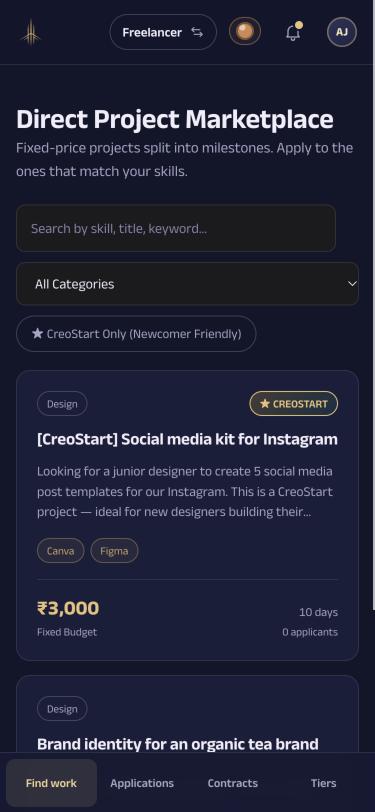 Freelancer
AJ
Direct Project Marketplace
Fixed-price projects split into milestones. Apply to the
ones that match your skills.
Search by skill, title, keyword...
All Categories
★ CreoStart Only (Newcomer Friendly)
Design
★ CREOSTART
[CreoStart] Social media kit for Instagram
Looking for a junior designer to create 5 social media
post templates for our Instagram. This is a CreoStart
project — ideal for new designers building their...
Canva
Figma
₹3,000
10 days
Fixed Budget
0 applicants
Design
Brand identity for an organic tea brand
Find work
Applications
Contracts
Tiers